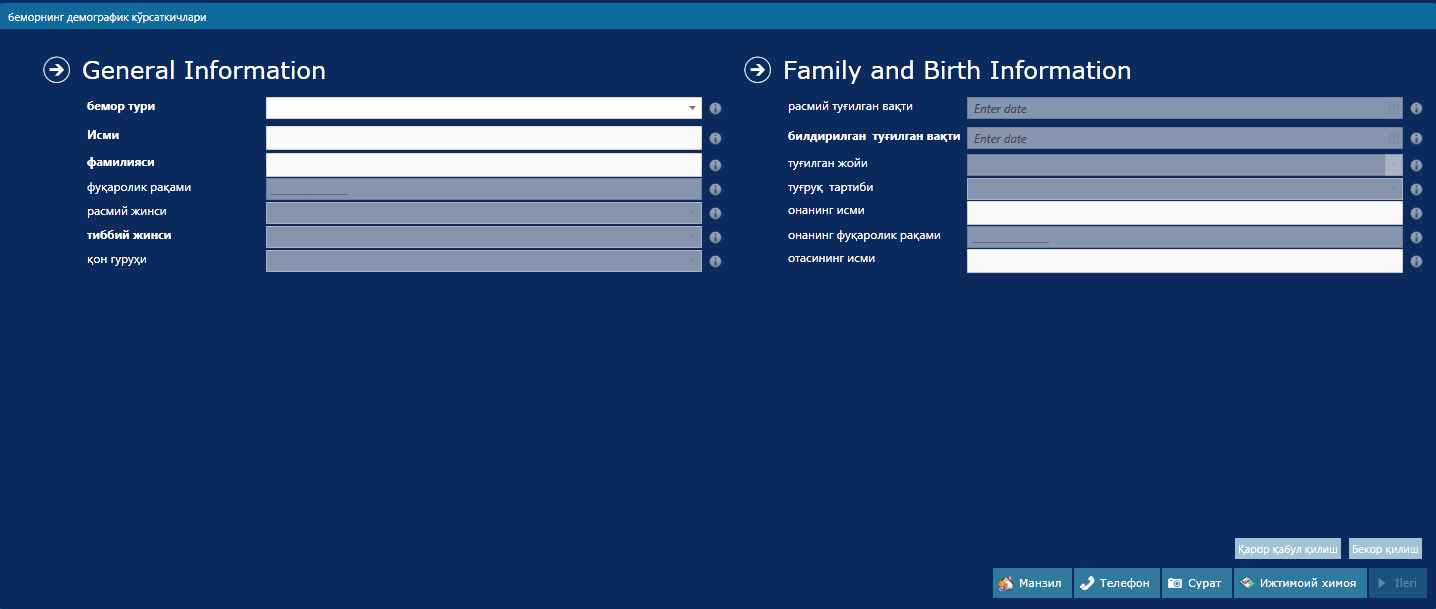 беморнинг демографик кўрсаткичлари
General Information
бемор тури
Исми
фамилияси
фуқаролик рақами
расмий жинси
тиббий жинси
қон гуруҳи
Family and Birth Information
расмий туғилган вақти
Enter date
билдирилган туғилган вақти
Enter date
туғилган жойи
туғруқ тартиби
онанинг исми
онанинг фуқаролик рақами
отасининг исми
Қарор қабул қилиш
Бекор қилиш
Манзил
Телефон
Сурат
Ижтимоий химоя
İleri